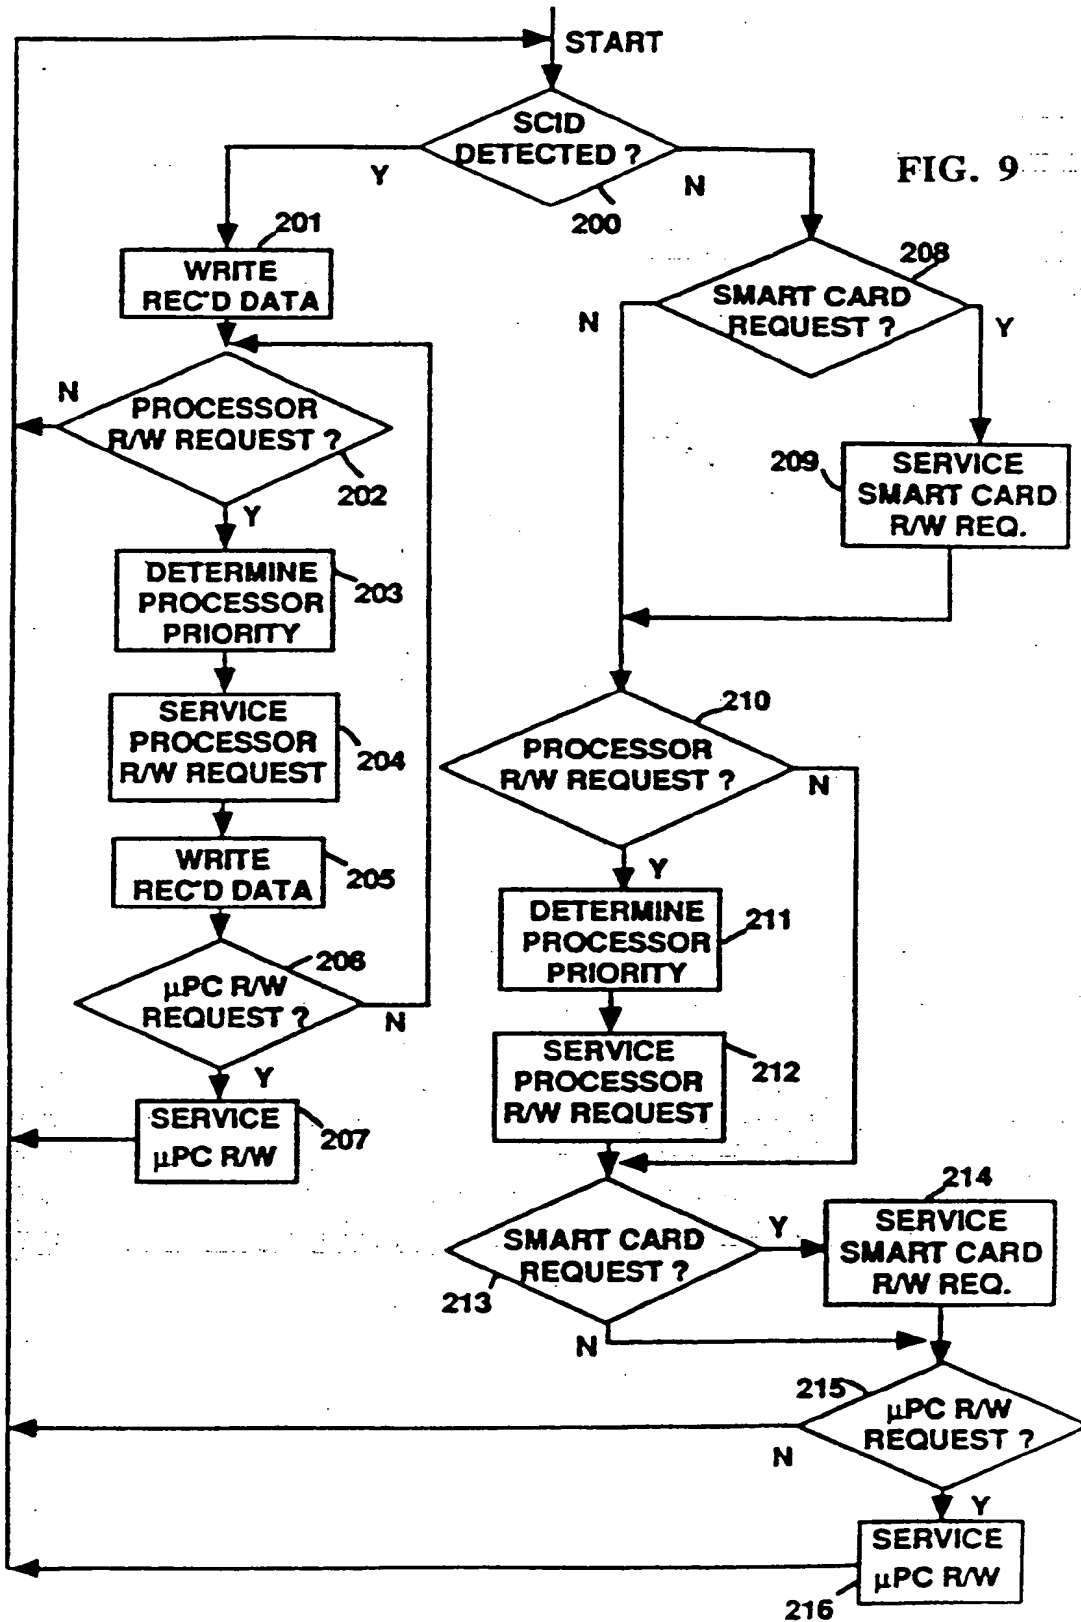 START
SCID
DETECTED ?
Y
N
200
FIG. 9
201
WRITE
REC'D DATA
208
SMART CARD
REQUEST ?
N
Y
N
PROCESSOR
R/W REQUEST ?
202
Y
209
SERVICE
SMART CARD
R/W REQ.
DETERMINE
PROCESSOR
PRIORITY
203
SERVICE
PROCESSOR
R/W REQUEST
204
210
PROCESSOR
R/W REQUEST ?
N
Y
WRITE
REC'D DATA
205
DETERMINE
PROCESSOR
PRIORITY
211
206
µPC R/W
REQUEST ?
N
Y
SERVICE
PROCESSOR
R/W REQUEST
212
SERVICE
µPC R/W
207
SMART CARD
REQUEST ?
213
Y
N
214
SERVICE
SMART CARD
R/W REQ.
215
µPC R/W
REQUEST ?
N
Y
SERVICE
µPC R/W
216